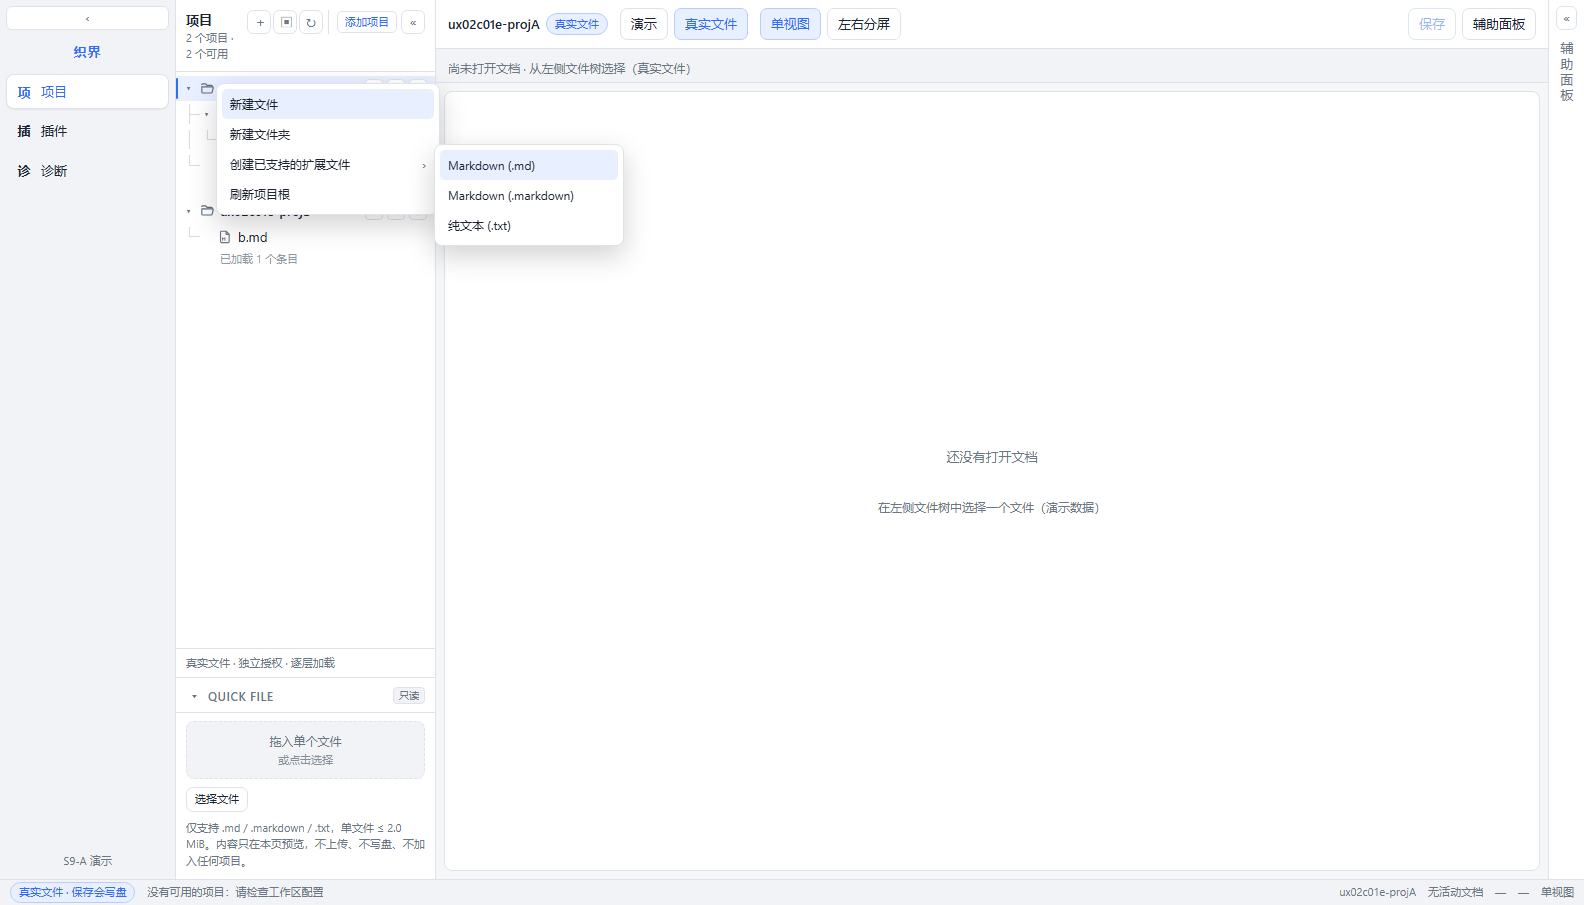 ‹
织界
项 项目
插 插件
诊 诊断
S9-A 演示
项目
2 个项目 ·
2 个可用
+
↻
添加项目
«
新建文件
新建文件夹
创建已支持的扩展文件 ›
刷新项目根
Markdown (.md)
Markdown (.markdown)
纯文本 (.txt)
b.md
已加载 1 个条目
真实文件 · 独立授权 · 逐层加载
QUICK FILE
只读
拖入单个文件
或点击选择
选择文件
仅支持 .md / .markdown / .txt，单文件 ≤ 2.0
MiB。内容只在本页预览，不上传、不写盘、不加
入任何项目。
ux02c01e-projA 真实文件 演示 真实文件 单视图 左右分屏 保存 辅助面板
尚未打开文档 · 从左侧文件树选择（真实文件）
还没有打开文档
在左侧文件树中选择一个文件（演示数据）
«
辅助面板
真实文件 · 保存会写盘 没有可用的项目：请检查工作区配置
ux02c01e-projA 无活动文档 — — 单视图